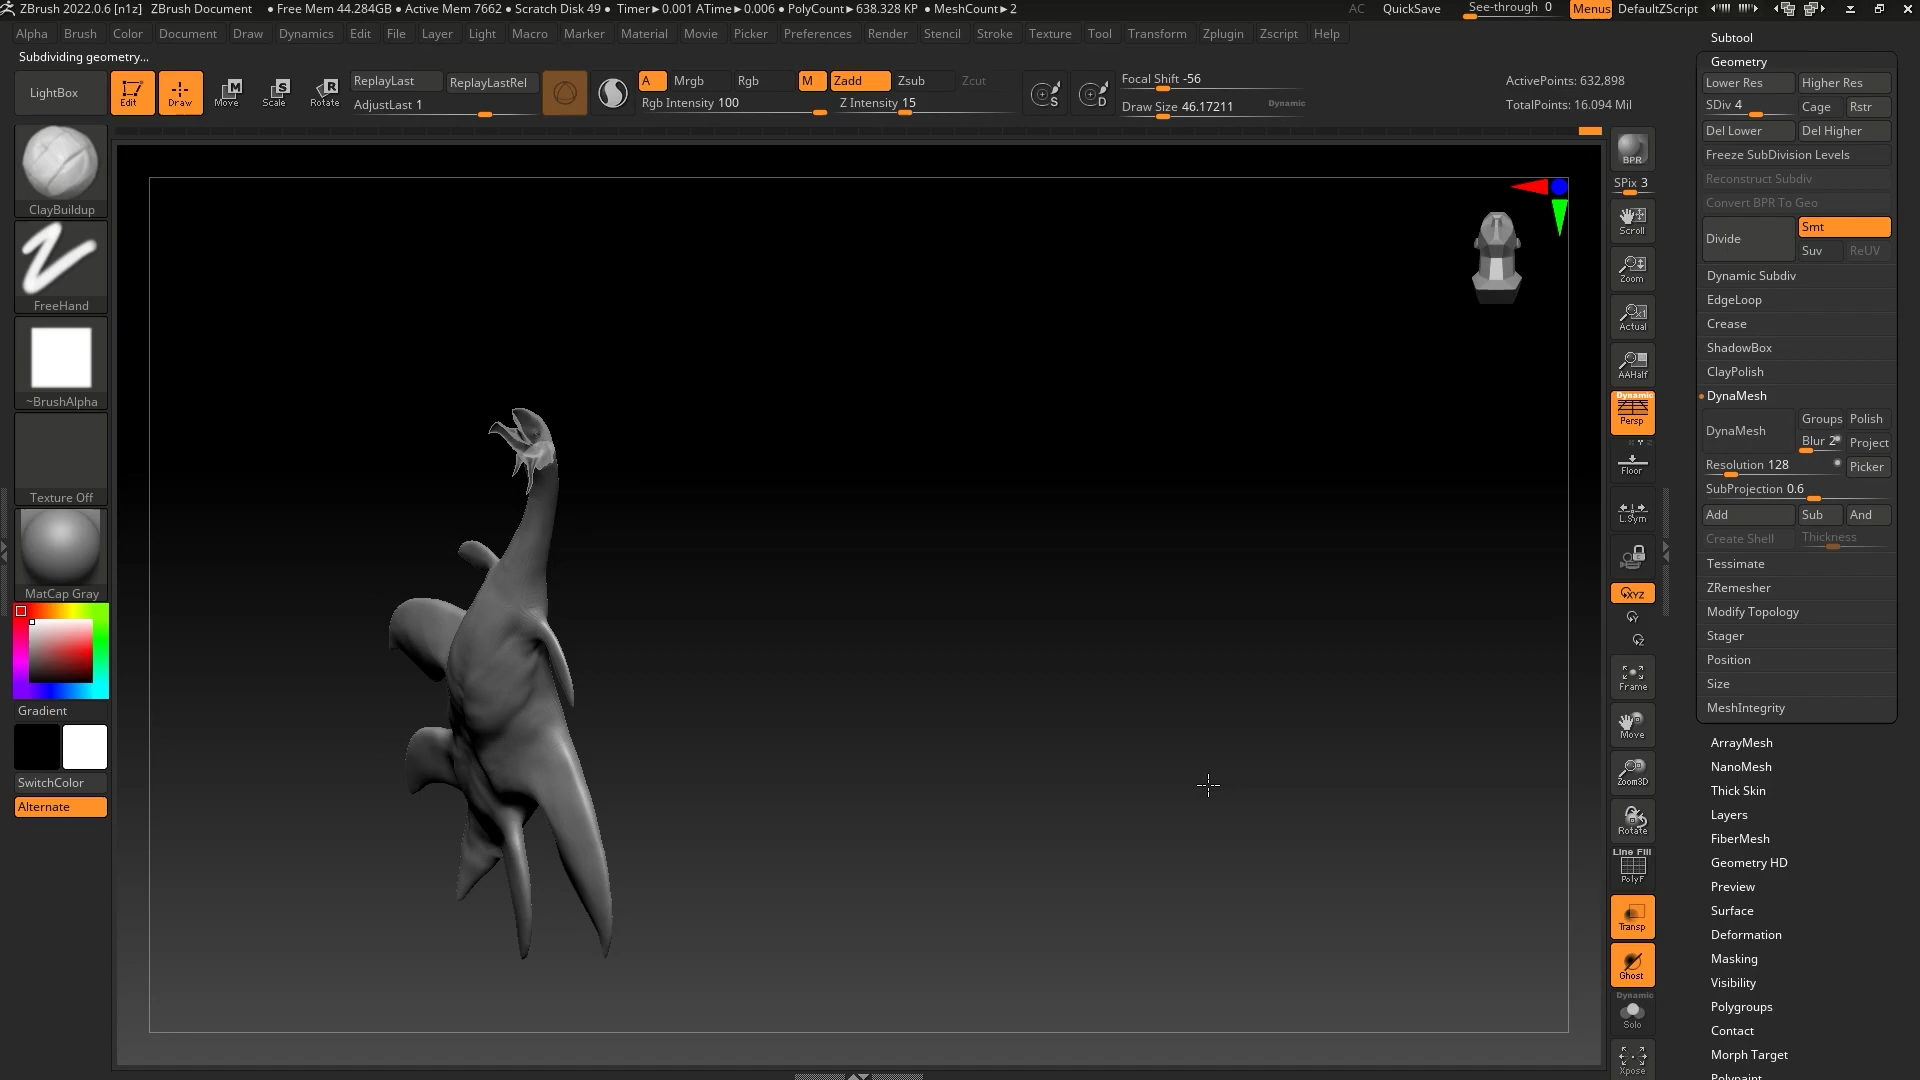 ZBrush 2022.0.6 [n1z] ZBrush Document ● Free Mem 44.284GB ● Active Mem 7662 ● Scratch Disk 49 ● Timer►0.001 ATime►0.006 ● PolyCount►638.328 KP ● MeshCount►2 AC QuickSave See-through 0 Menus DefaultZScript
Alpha Brush Color Document Draw Dynamics Edit File Layer Light Macro Marker Material Movie Picker Preferences Render Stencil Stroke Texture Tool Transform Zplugin Zscript Help
Subdividing geometry...
LightBox
Edit
Draw
Move
Scale
Rotate
ReplayLast
ReplayLastRel
AdjustLast 1
A
Mrgb
Rgb
M
Zadd
Zsub
Zcut
Rgb Intensity 100
Z Intensity 15
S
D
Focal Shift -56
Draw Size 46.17211
Dynamic
ActivePoints: 632,898
TotalPoints: 16.094 Mil
ClayBuildup
FreeHand
~BrushAlpha
Texture Off
MatCap Gray
Gradient
SwitchColor
Alternate
BPR
SPix 3
Scroll
Zoom
Actual
AAHalf
Dynamic
Persp
Floor
L.Sym
XYZ
Y
Z
Frame
Move
Zoom3D
Rotate
Line Fill
PolyF
Transp
Ghost
Dynamic
Solo
Xpose
Subtool
Geometry
Lower Res
Higher Res
SDiv 4
Cage
Rstr
Del Lower
Del Higher
Freeze SubDivision Levels
Reconstruct Subdiv
Convert BPR To Geo
Divide
Smt
Suv
ReUV
Dynamic Subdiv
EdgeLoop
Crease
ShadowBox
ClayPolish
DynaMesh
DynaMesh
Groups
Polish
Blur 2
Project
Resolution 128
Picker
SubProjection 0.6
Add
Sub
And
Create Shell
Thickness
Tessimate
ZRemesher
Modify Topology
Stager
Position
Size
MeshIntegrity
ArrayMesh
NanoMesh
Thick Skin
Layers
FiberMesh
Geometry HD
Preview
Surface
Deformation
Masking
Visibility
Polygroups
Contact
Morph Target
Polypaint